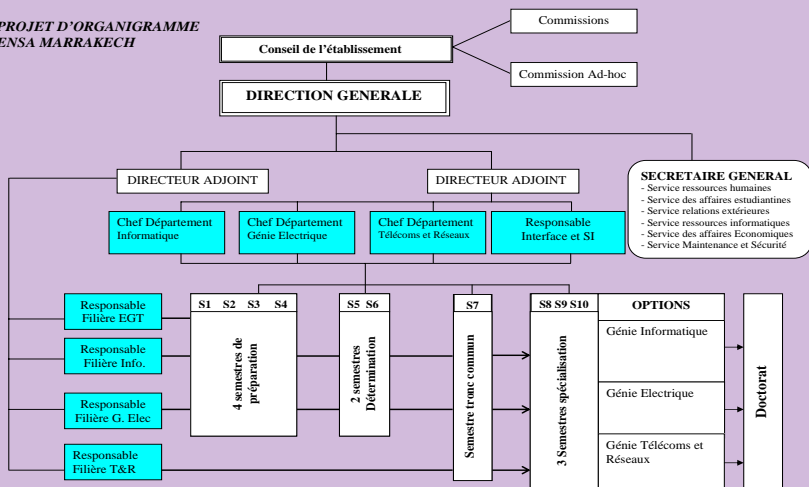 PROJET D'ORGANIGRAMME
ENSA MARRAKECH
Commissions
Conseil de l'établissement
Commission Ad-hoc
DIRECTION GENERALE
DIRECTEUR ADJOINT
DIRECTEUR ADJOINT
SECRETAIRE GENERAL
- Service ressources humaines
- Service des affaires estudiantines
- Service relations extérieures
- Service ressources informatiques
- Service des affaires Economiques
- Service Maintenance et Sécurité
Chef Département
Informatique
Chef Département
Génie Electrique
Chef Département
Télécoms et Réseaux
Responsable
Interface et SI
Responsable
Filière EGT
Responsable
Filière Info.
Responsable
Filière G. Elec
Responsable
Filière T&R
S1 S2 S3 S4
4 semestres de
préparation
S5 S6
2 semestres
Détermination
S7
Semestre tronc commun
S8 S9 S10
3 Semestres spécialisation
OPTIONS
Génie Informatique
Génie Electrique
Génie Télécoms et
Réseaux
Doctorat